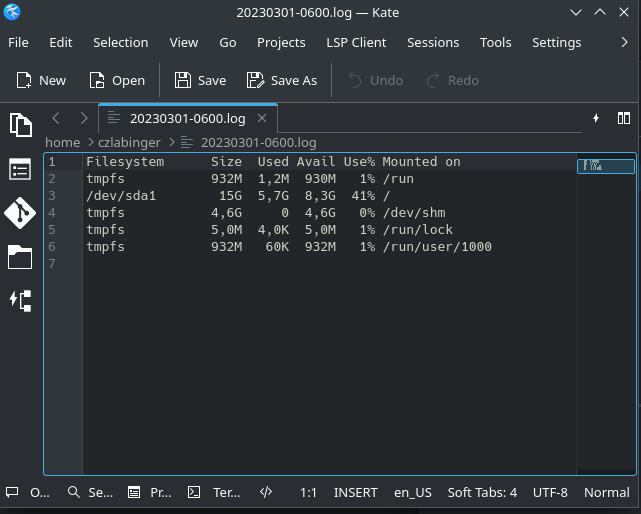 20230301-0600.log — Kate
File Edit Selection View Go Projects LSP Client Sessions Tools Settings
New Open Save Save As Undo Redo
20230301-0600.log
home czlabinger 20230301-0600.log
1 Filesystem Size Used Avail Use% Mounted on
2 tmpfs 932M 1,2M 930M 1% /run
3 /dev/sda1 15G 5,7G 8,3G 41% /
4 tmpfs 4,6G 0 4,6G 0% /dev/shm
5 tmpfs 5,0M 4,0K 5,0M 1% /run/lock
6 tmpfs 932M 60K 932M 1% /run/user/1000
7
O... Se... Pr... Ter... 1:1 INSERT en_US Soft Tabs: 4 UTF-8 Normal